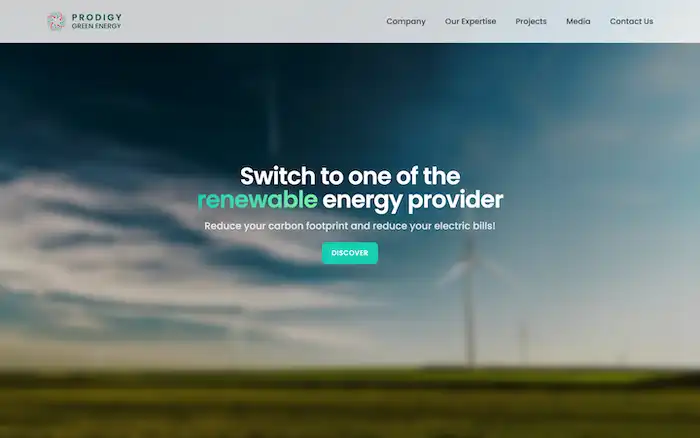 PRODIGY
GREEN ENERGY
Company Our Expertise Projects Media Contact Us
Switch to one of the
renewable energy provider
Reduce your carbon footprint and reduce your electric bills!
DISCOVER